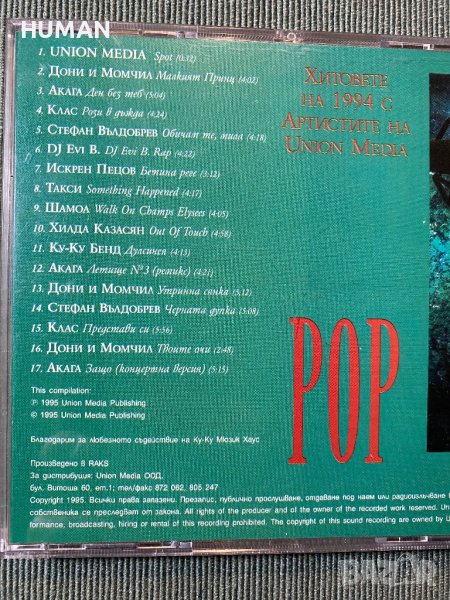 HUMAN
1. UNION MEDIA Spot (0:32)
2. ДОНИ И МОМЧИЛ Малкият Принц (4:02)
3. АКАГА Ден без теб (5:04)
4. КЛАС Рози в дъжда (4:24)
5. СТЕФАН ВЪЛДОБРЕВ Обичам те, мила (4:18)
6. DJ EVI B. DJ Evi B. Rap (4:22)
7. ИСКРЕН ПЕЦОВ Бетина реге (3:12)
8. ТАКСИ Something Happened (4:17)
9. ШАМОА Walk On Champs Elysees (4:05)
10. ХИЛДА КАЗАСЯН Out Of Touch (4:58)
11. КУ-КУ БЕНД Дулсинея (4:13)
12. АКАГА Летище №3 (ремикс) (4:21)
13. ДОНИ И МОМЧИЛ Утринна сянка (5:12)
14. СТЕФАН ВЪЛДОБРЕВ Черната дупка (5:08)
15. КЛАС Представи си (5:56)
16. ДОНИ И МОМЧИЛ Твоите очи (2:48)
17. АКАГА Защо (концертна версия) (5:15)
ХИТОВЕТЕ
НА 1994 С
АРТИСТИТЕ НА
UNION MEDIA
POP
This compilation:
℗ 1995 Union Media Publishing
© 1995 Union Media Publishing
Благодарим за любезното съдействие на Ку-Ку Мюзик Хаус
Произведено в RAKS
За дистрибуция: Union Media ООД,
бул. Витоша 60, ет.1; тел/факс 872 062, 805 247
Copyright 1995. Всички права запазени. Презапис, публично прослушване, отдаване под наем или радиоизлъчване
собственика се преследват от закона. All rights of the producer and of the owner of the recorded work reserved.
formance, broadcasting, hiring or rental of this recording prohibited. The copyright of this sound recording are owned by U
BAZAR